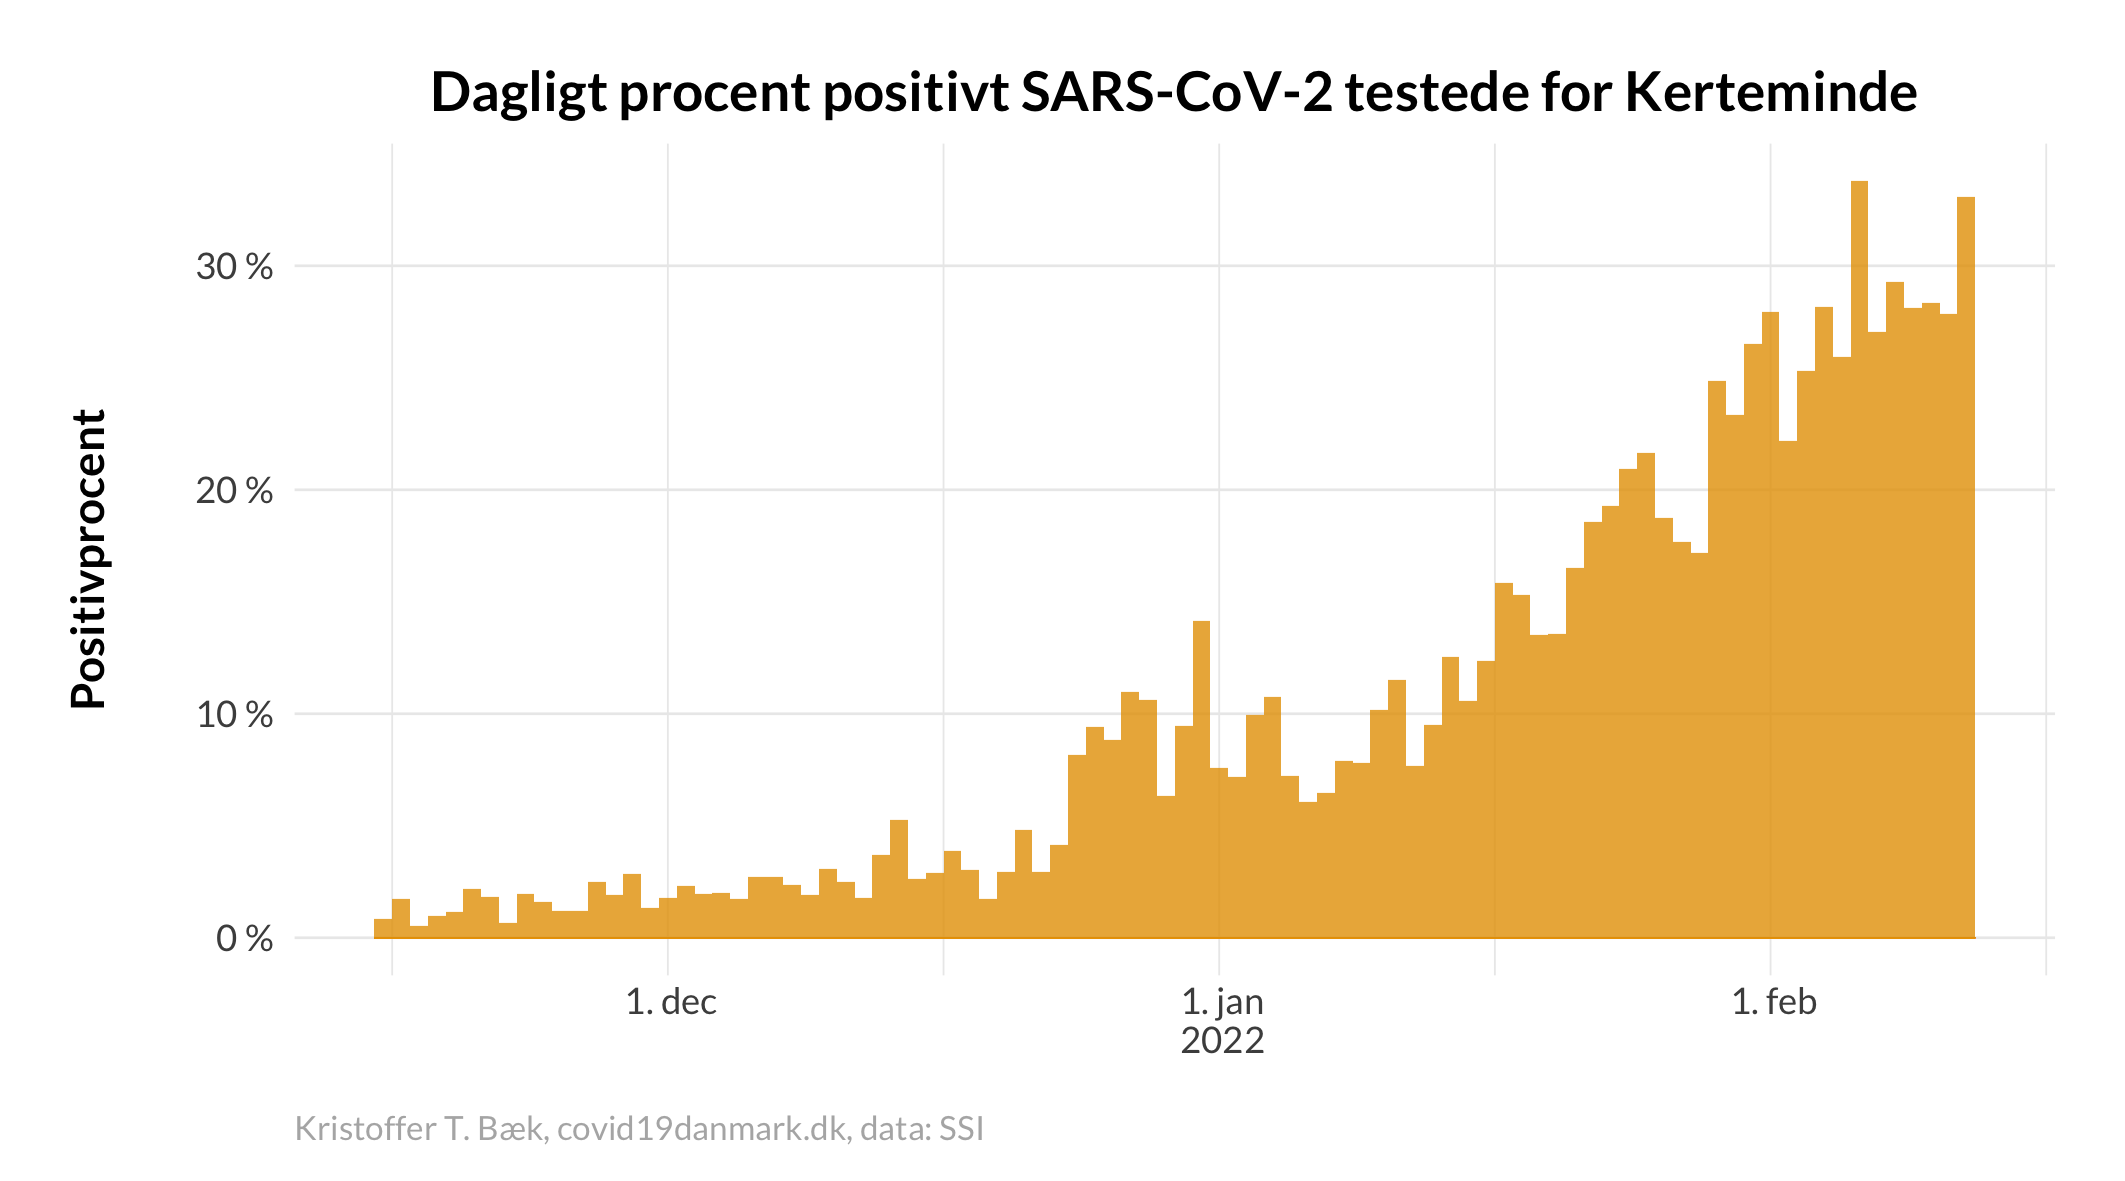 Dagligt procent positivt SARS-CoV-2 testede for Kerteminde
Positivprocent
30 %
20 %
10 %
0 %
1. dec
1. jan
2022
1. feb
Kristoffer T. Bæk, covid19danmark.dk, data: SSI